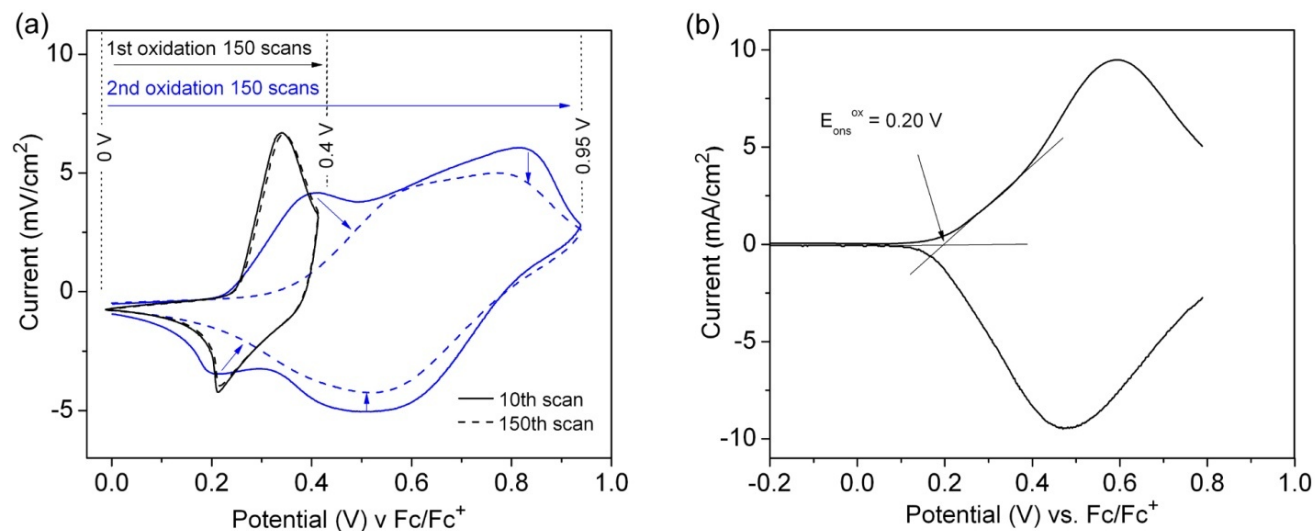 (a)
1st oxidation 150 scans
2nd oxidation 150 scans
0 V
0.4 V
0.95 V
10
5
0
-5
Current (mV/cm²)
10th scan
150th scan
0.0 0.2 0.4 0.6 0.8 1.0
Potential (V) v Fc/Fc⁺
(b)
10
5
0
-5
-10
Current (mA/cm²)
E_ons^ox = 0.20 V
-0.2 0.0 0.2 0.4 0.6 0.8 1.0
Potential (V) vs. Fc/Fc⁺